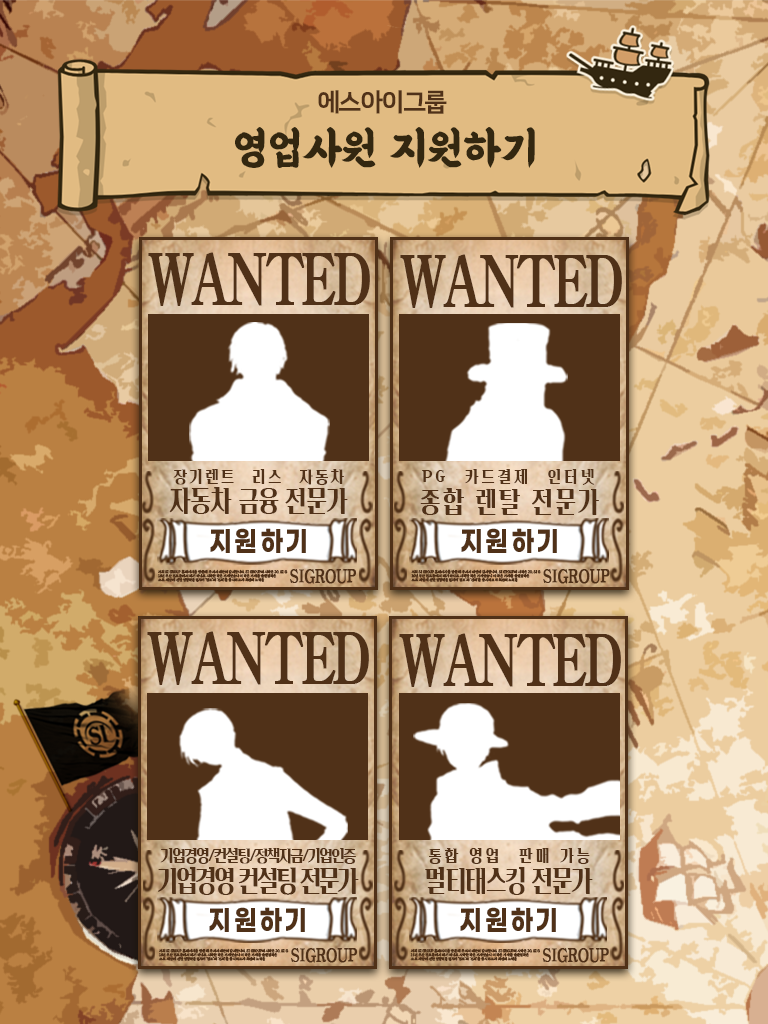 에스아이그룹
영업사원 지원하기
WANTED
장기렌트 리스 자동차
자동차 금융 전문가
지원하기
SIGROUP
WANTED
PG 카드결제 인터넷
종합 렌탈 전문가
지원하기
SIGROUP
WANTED
기업경영/컨설팅/정책자금/기업인증
기업경영 컨설팅 전문가
지원하기
SIGROUP
WANTED
통합 영업 판매 가능
멀티태스킹 전문가
지원하기
SIGROUP